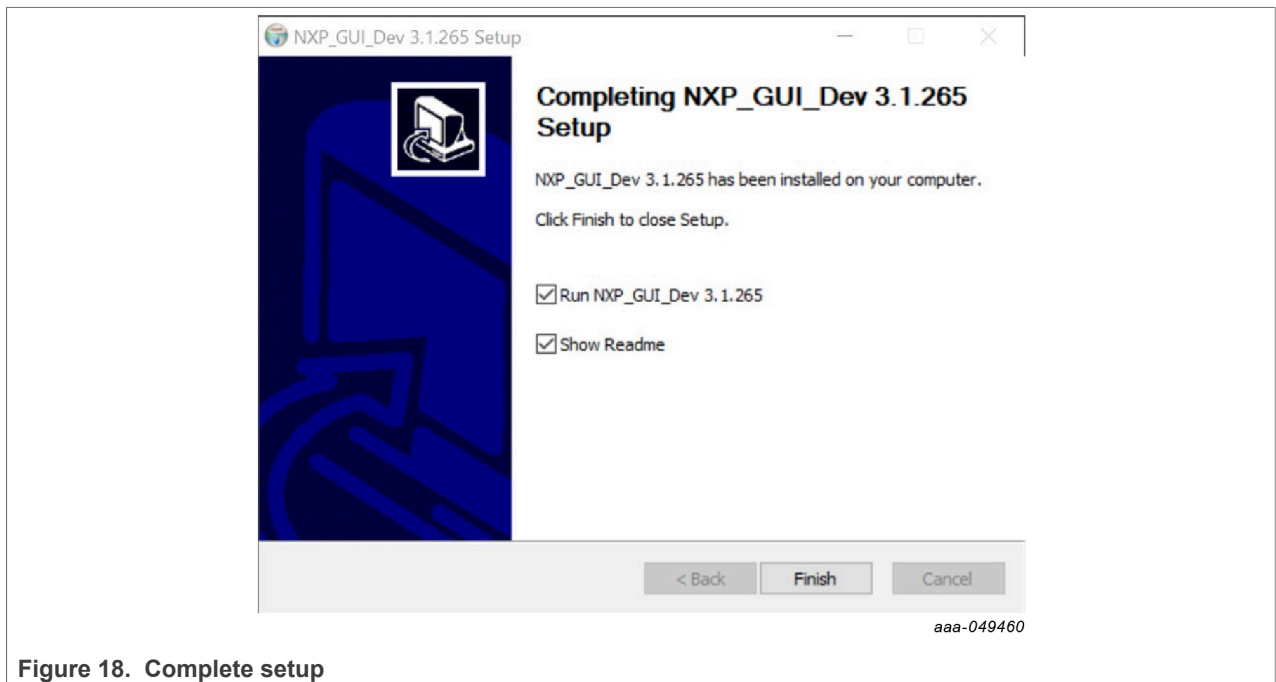 NXP_GUI_Dev 3.1.265 Setup
Completing NXP_GUI_Dev 3.1.265
Setup
NXP_GUI_Dev 3.1.265 has been installed on your computer.
Click Finish to close Setup.
Run NXP_GUI_Dev 3.1.265
Show Readme
< Back
Finish
Cancel
aaa-049460
Figure 18. Complete setup